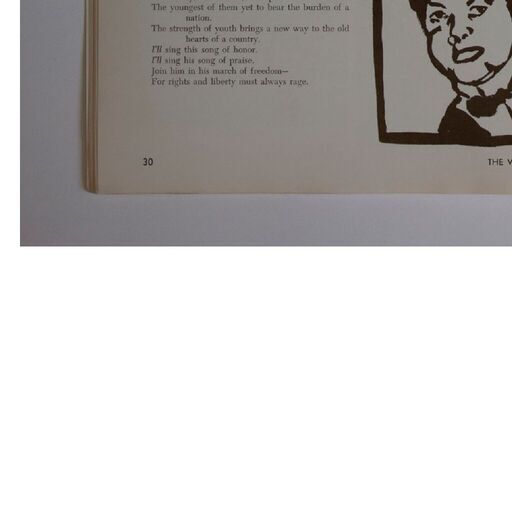 The youngest of them yet to bear the burden of a
nation.
The strength of youth brings a new way to the old
hearts of a country.
I'll sing this song of honor.
I'll sing his song of praise.
Join him in his march of freedom—
For rights and liberty must always rage.
30
THE